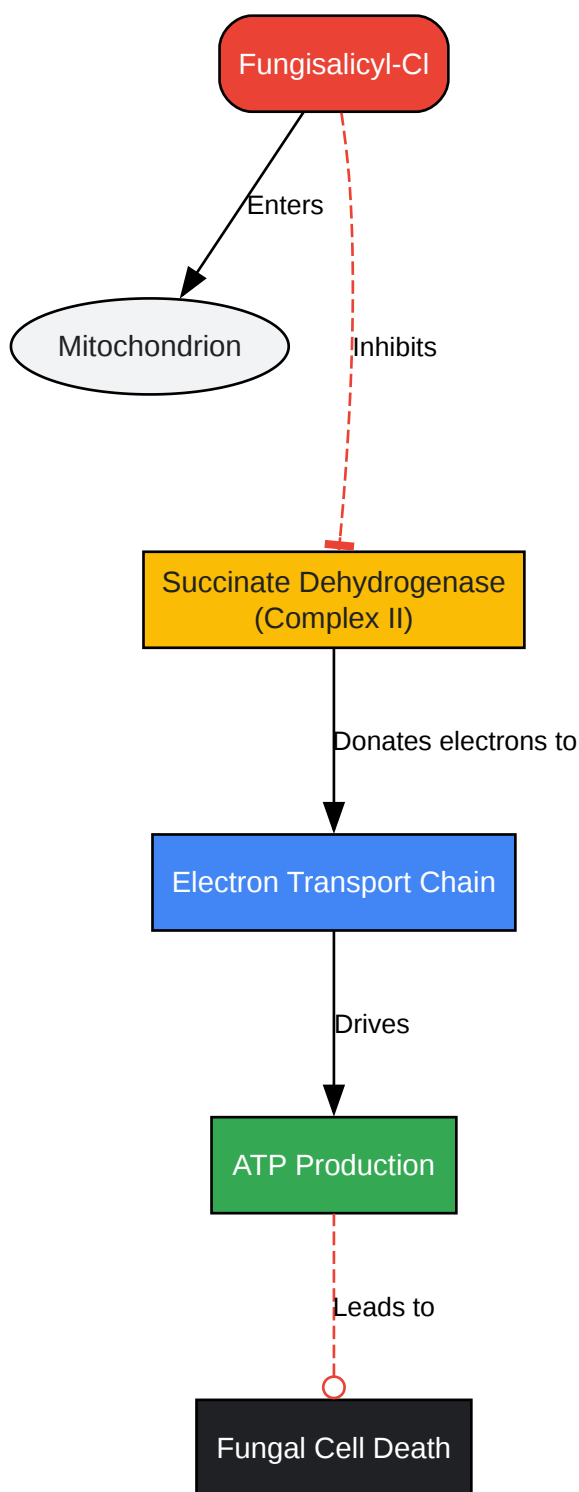 Fungisalicyl-Cl
Enters
Mitochondrion
Inhibits
Succinate Dehydrogenase
(Complex II)
Donates electrons to
Electron Transport Chain
Drives
ATP Production
Leads to
Fungal Cell Death